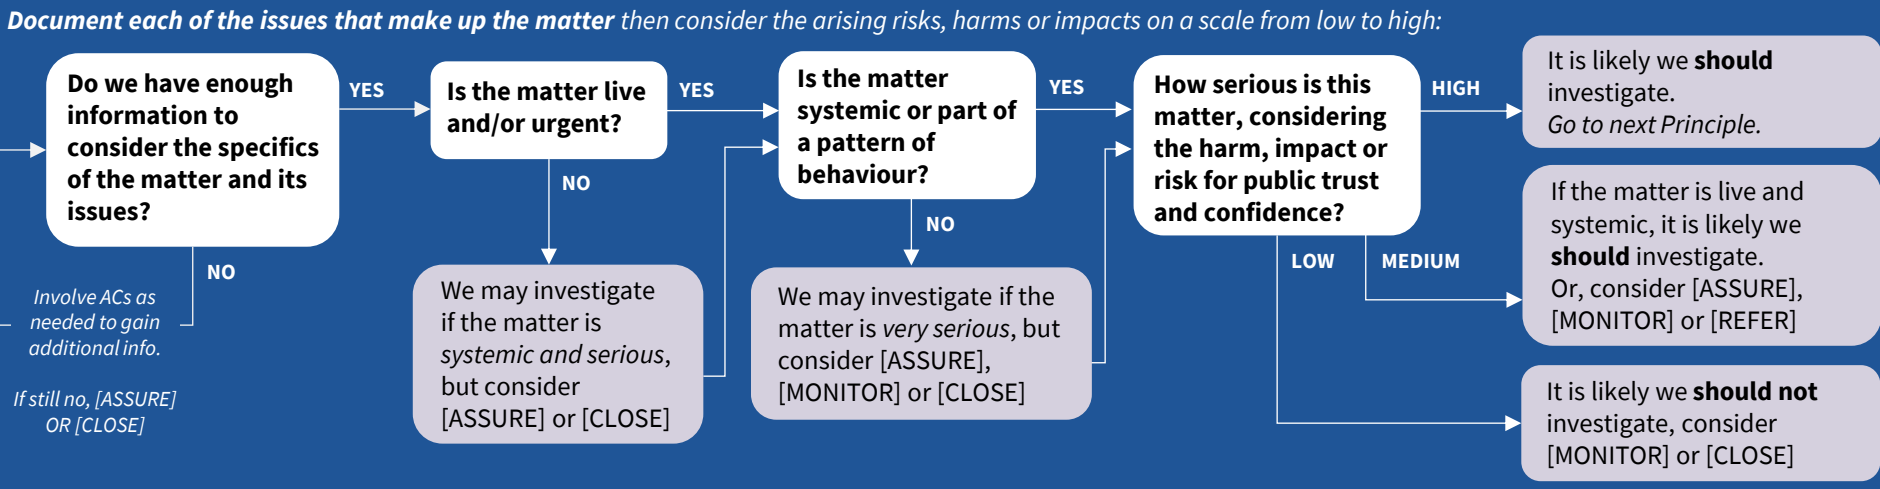 Document each of the issues that make up the matter then consider the arising risks, harms or impacts on a scale from low to high:
Do we have enough
information to
consider the specifics
of the matter and its
issues?
YES
NO
Involve ACs as
needed to gain
additional info.
If still no, [ASSURE]
OR [CLOSE]
Is the matter live
and/or urgent?
YES
NO
We may investigate
if the matter is
systemic and serious,
but consider
[ASSURE] or [CLOSE]
Is the matter
systemic or part of
a pattern of
behaviour?
YES
NO
We may investigate if the
matter is very serious, but
consider [ASSURE],
[MONITOR] or [CLOSE]
How serious is this
matter, considering
the harm, impact or
risk for public trust
and confidence?
HIGH
LOW
MEDIUM
It is likely we should
investigate.
Go to next Principle.
If the matter is live and
systemic, it is likely we
should investigate.
Or, consider [ASSURE],
[MONITOR] or [REFER]
It is likely we should not
investigate, consider
[MONITOR] or [CLOSE]